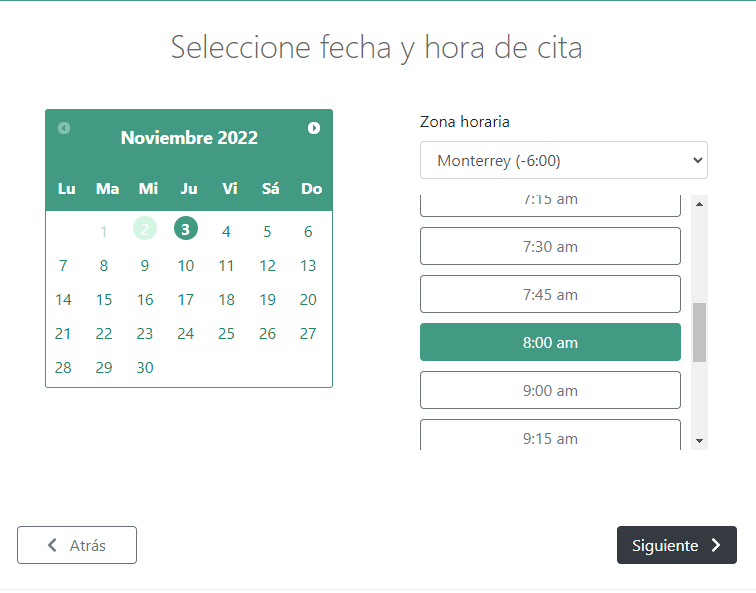 Seleccione fecha y hora de cita
Noviembre 2022
Lu Ma Mi Ju Vi Sá Do
1 2 3 4 5 6
7 8 9 10 11 12 13
14 15 16 17 18 19 20
21 22 23 24 25 26 27
28 29 30
Zona horaria
Monterrey (-6:00)
7:15 am
7:30 am
7:45 am
8:00 am
9:00 am
9:15 am
Atrás
Siguiente